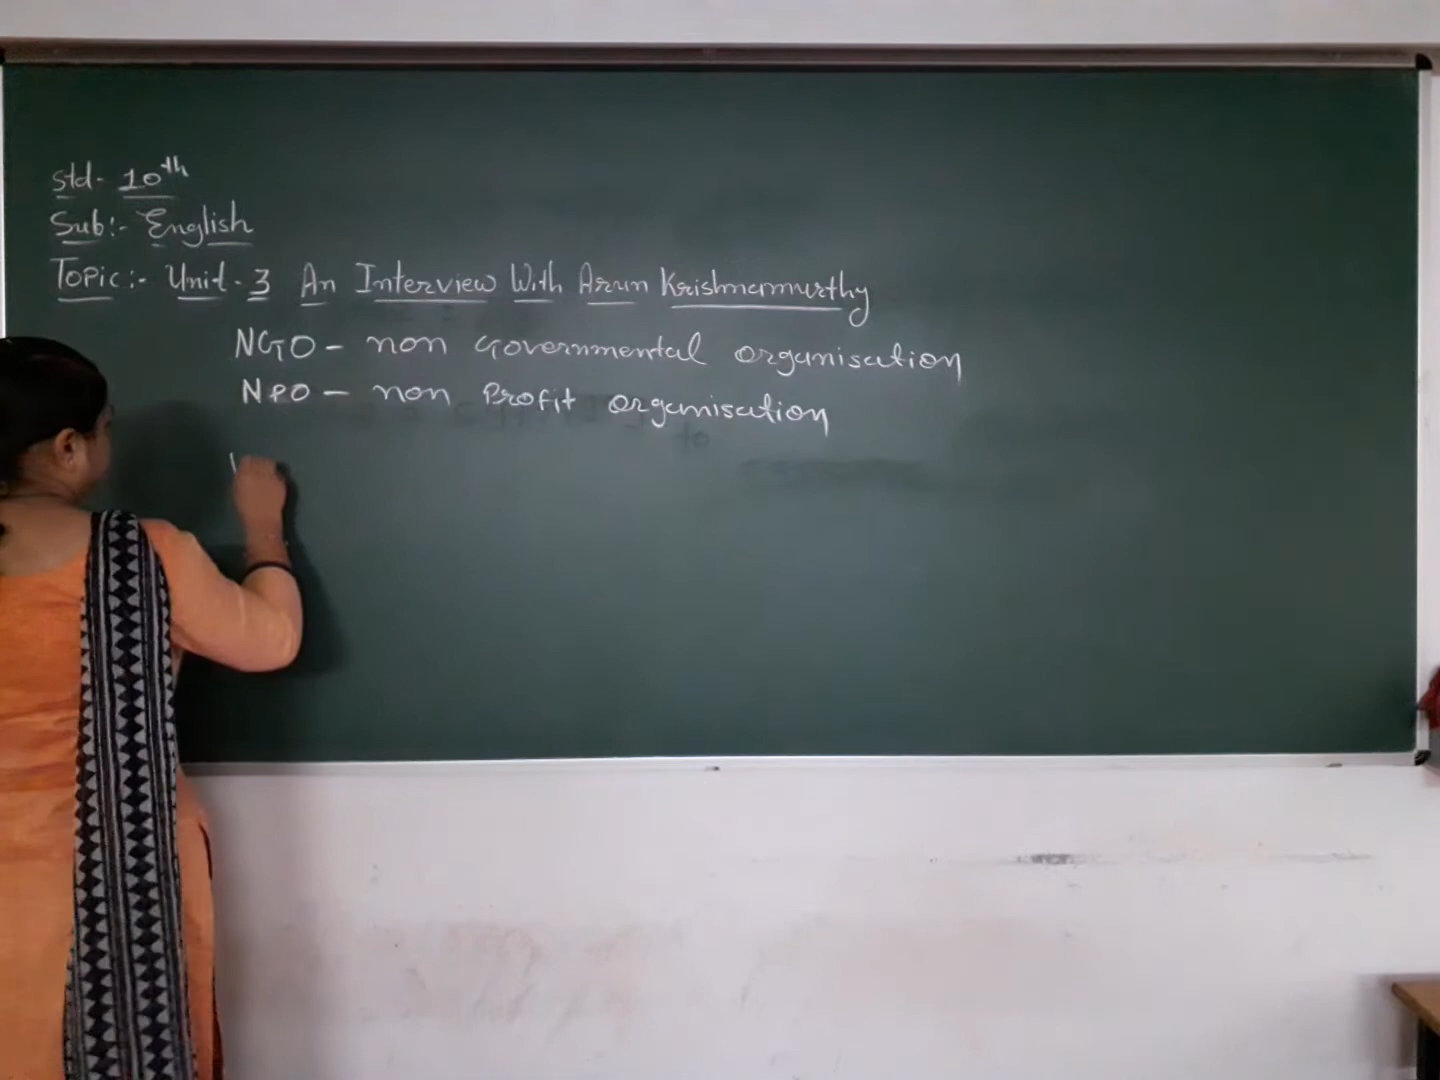 Std- 10th
Sub:- English
Topic:- Unit-3 An Interview With Arun Krishnamurthy
NGO - non Governmental organisation
NPO - non Profit organisation